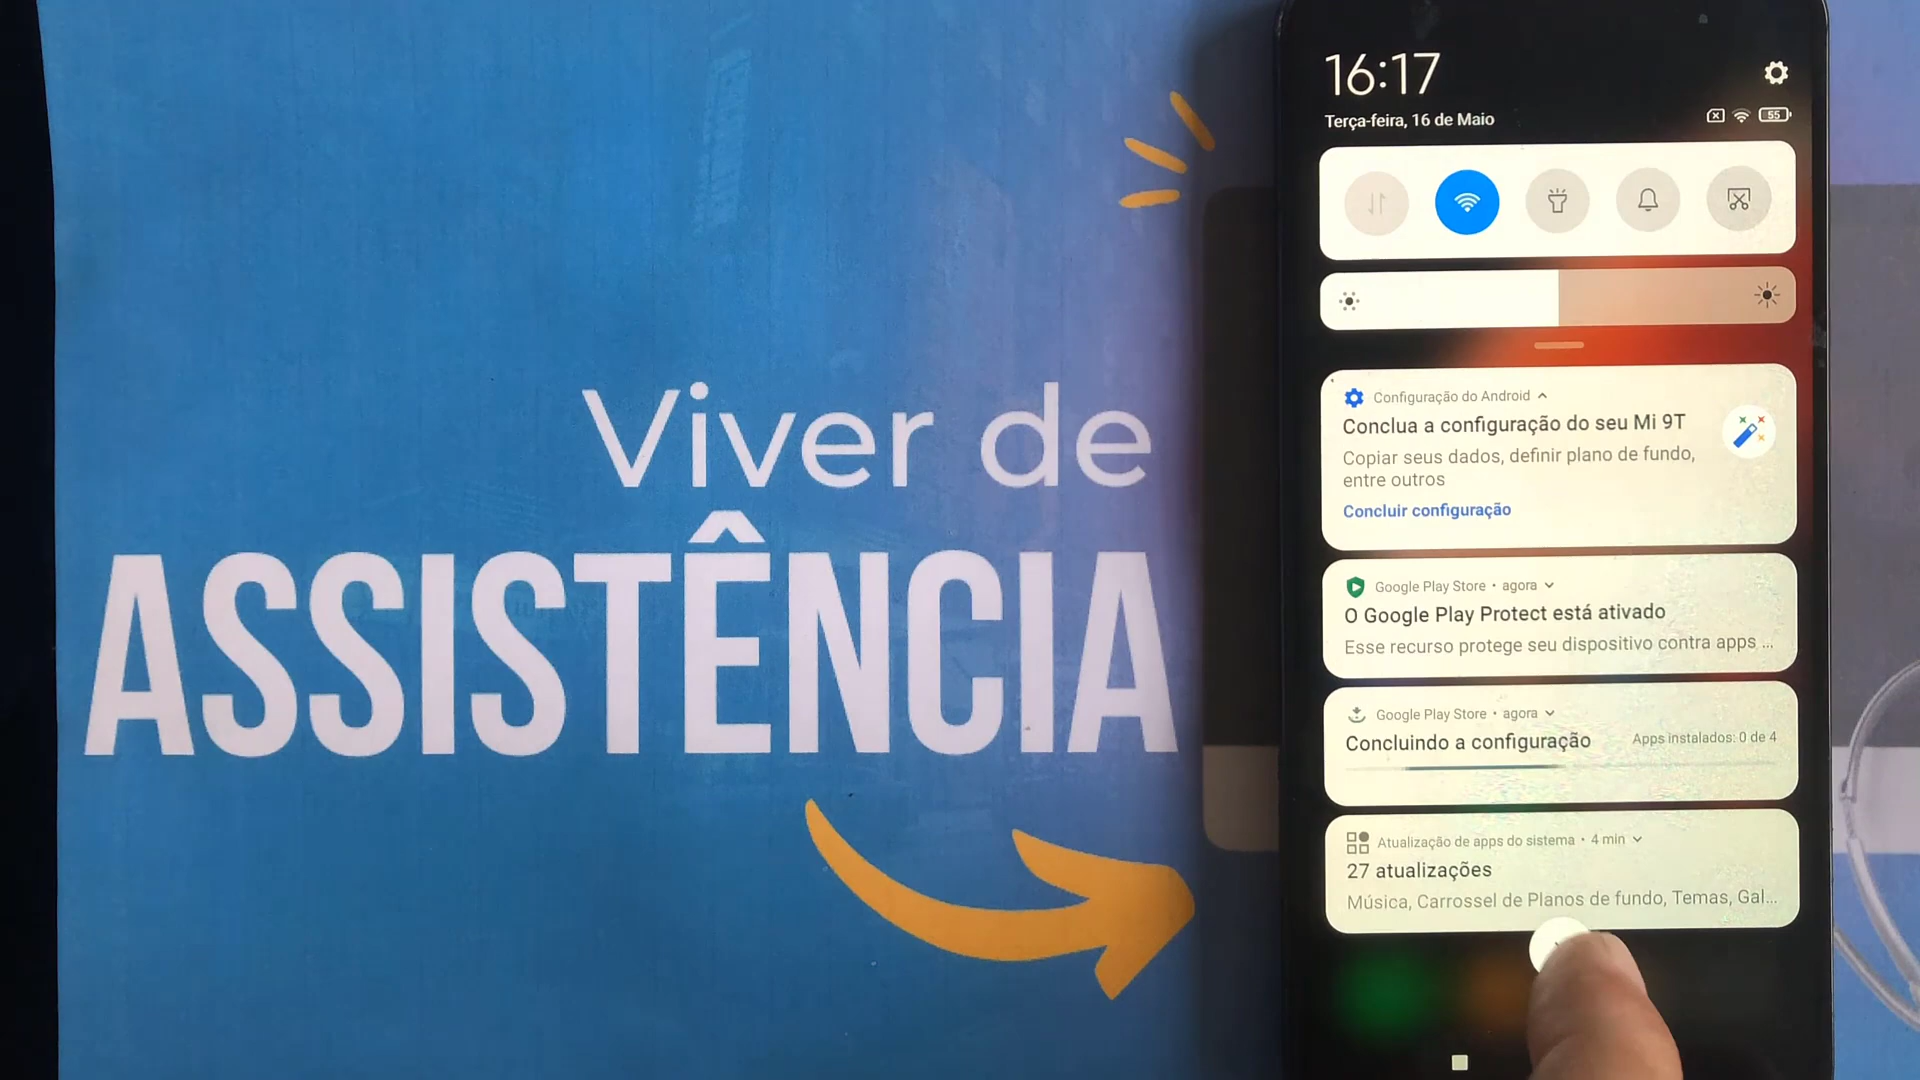 Viver de
ASSISTÊNCIA
16:17
Terça-feira, 16 de Maio
55
Configuração do Android
Conclua a configuração do seu Mi 9T
Copiar seus dados, definir plano de fundo,
entre outros
Concluir configuração
Google Play Store • agora
O Google Play Protect está ativado
Esse recurso protege seu dispositivo contra apps ...
Google Play Store • agora
Concluindo a configuração
Apps instalados: 0 de 4
Atualização de apps do sistema • 4 min
27 atualizações
Música, Carrossel de Planos de fundo, Temas, Gal...